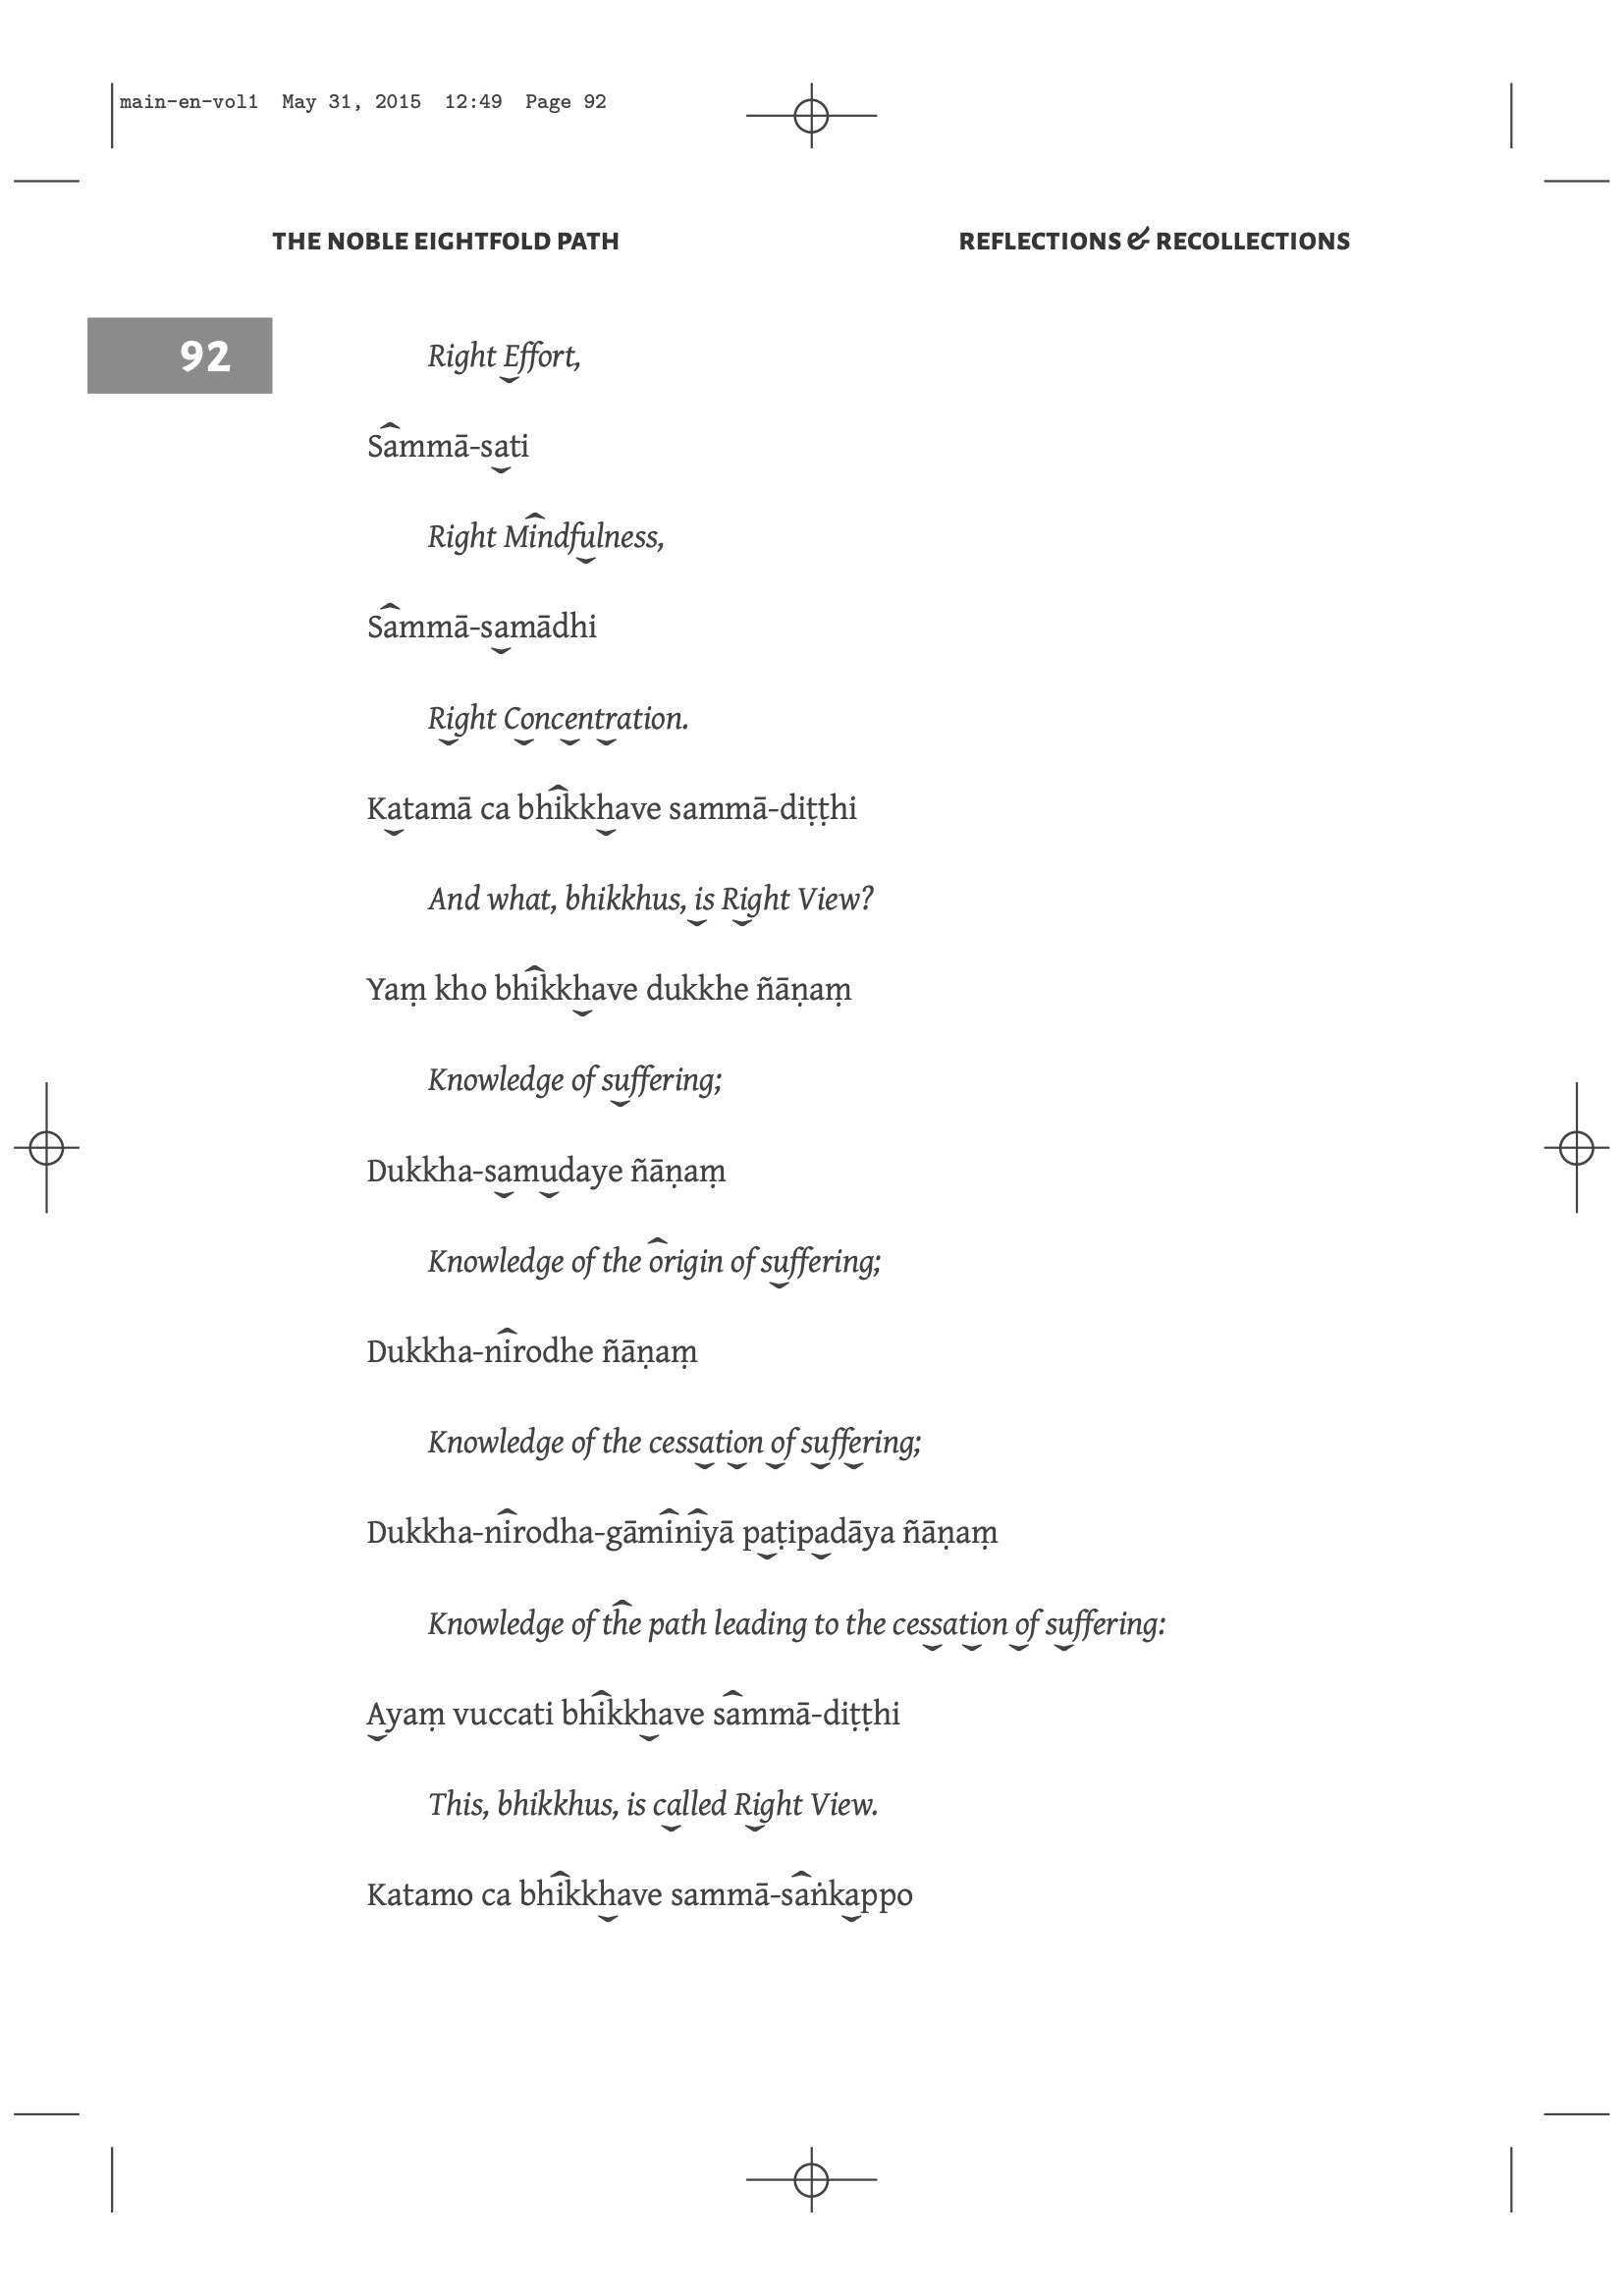 main-en-vol1 May 31, 2015 12:49 Page 92
THE NOBLE EIGHTFOLD PATH REFLECTIONS & RECOLLECTIONS
92
Right Effort,
Sammā-sati
Right Mindfulness,
Sammā-samādhi
Right Concentration.
Katamā ca bhikkhave sammā-diṭṭhi
And what, bhikkhus, is Right View?
Yaṃ kho bhikkhave dukkhe ñāṇaṃ
Knowledge of suffering;
Dukkha-samudaye ñāṇaṃ
Knowledge of the origin of suffering;
Dukkha-nirodhe ñāṇaṃ
Knowledge of the cessation of suffering;
Dukkha-nirodha-gāminiyā paṭipadāya ñāṇaṃ
Knowledge of the path leading to the cessation of suffering:
Ayaṃ vuccati bhikkhave sammā-diṭṭhi
This, bhikkhus, is called Right View.
Katamo ca bhikkhave sammā-saṅkappo